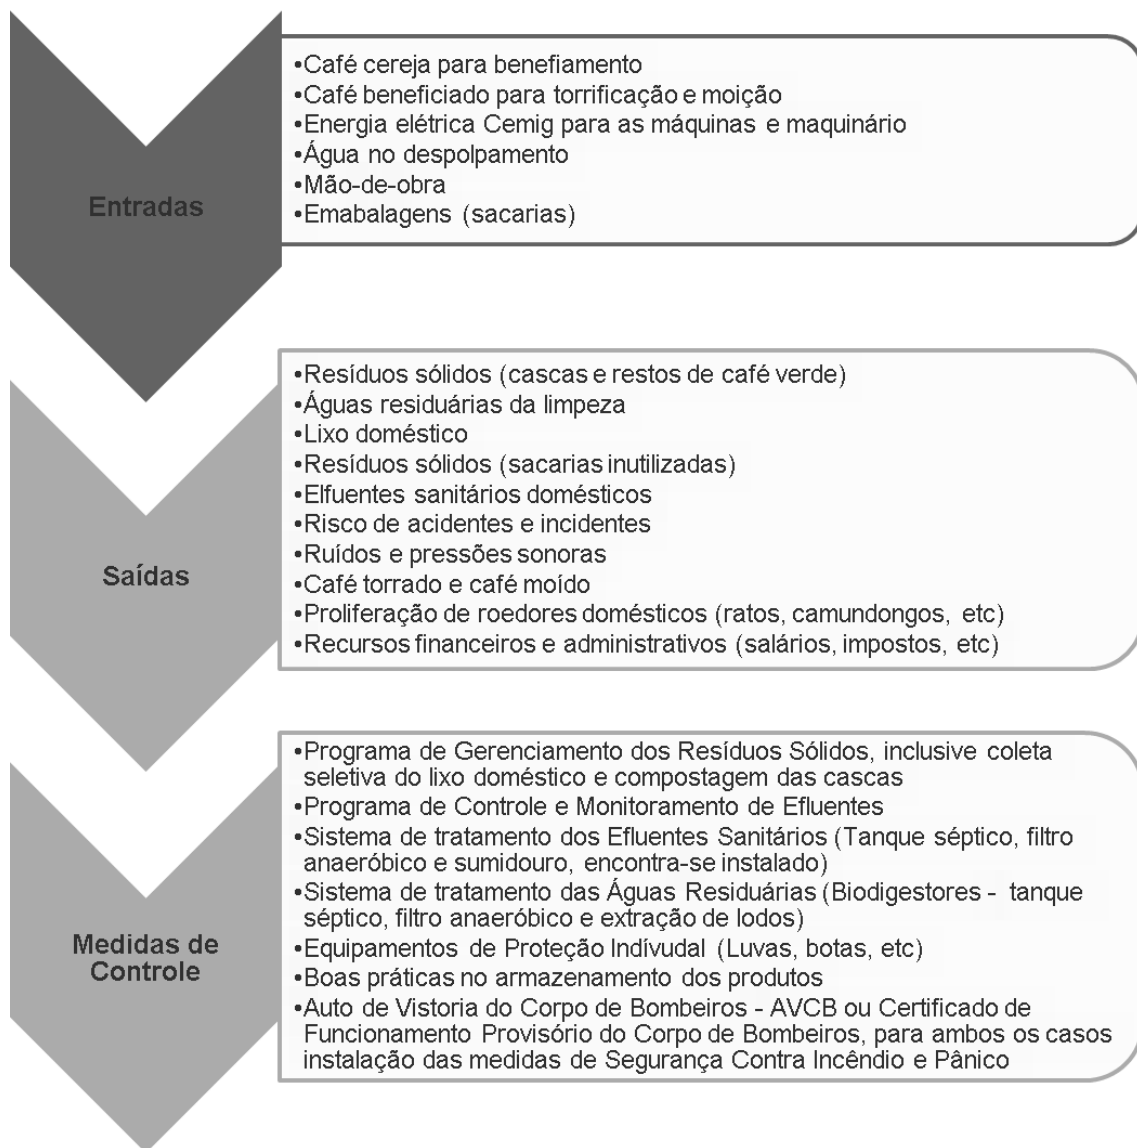 Entradas
•Café cereja para benefiamento
•Café beneficiado para torrificação e moição
•Energia elétrica Cemig para as máquinas e maquinário
•Água no despolpamento
•Mão-de-obra
•Emabalagens (sacarias)
Saídas
•Resíduos sólidos (cascas e restos de café verde)
•Águas residuárias da limpeza
•Lixo doméstico
•Resíduos sólidos (sacarias inutilizadas)
•Elfuentes sanitários domésticos
•Risco de acidentes e incidentes
•Ruídos e pressões sonoras
•Café torrado e café moído
•Proliferação de roedores domésticos (ratos, camundongos, etc)
•Recursos financeiros e administrativos (salários, impostos, etc)
Medidas de
Controle
•Programa de Gerenciamento dos Resíduos Sólidos, inclusive coleta
seletiva do lixo doméstico e compostagem das cascas
•Programa de Controle e Monitoramento de Efluentes
•Sistema de tratamento dos Efluentes Sanitários (Tanque séptico, filtro
anaeróbico e sumidouro, encontra-se instalado)
•Sistema de tratamento das Águas Residuárias (Biodigestores - tanque
séptico, filtro anaeróbico e extração de lodos)
•Equipamentos de Proteção Indívudal (Luvas, botas, etc)
•Boas práticas no armazenamento dos produtos
•Auto de Vistoria do Corpo de Bombeiros - AVCB ou Certificado de
Funcionamento Provisório do Corpo de Bombeiros, para ambos os casos
instalação das medidas de Segurança Contra Incêndio e Pânico